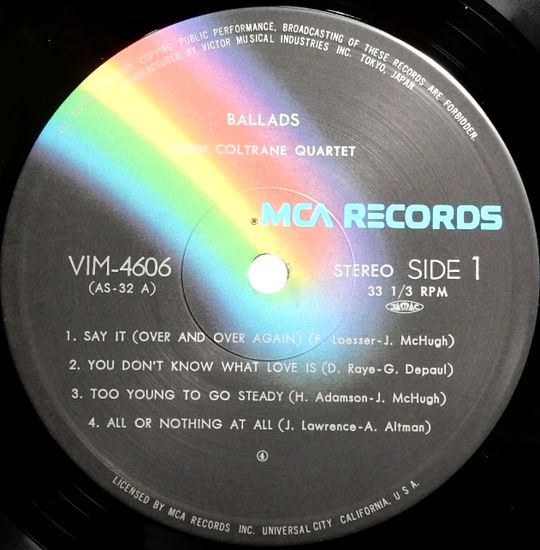 COPYING, PUBLIC PERFORMANCE, BROADCASTING OF THESE RECORDS ARE FORBIDDEN.
MANUFACTURED BY VICTOR MUSICAL INDUSTRIES INC. TOKYO, JAPAN
BALLADS
JOHN COLTRANE QUARTET
® MCA RECORDS
VIM-4606
(AS-32 A)
STEREO SIDE 1
33 1/3 RPM
JASRAC
1. SAY IT (OVER AND OVER AGAIN) (F. Loesser-J. McHugh)
2. YOU DON'T KNOW WHAT LOVE IS (D. Raye-G. Depaul)
3. TOO YOUNG TO GO STEADY (H. Adamson-J. McHugh)
4. ALL OR NOTHING AT ALL (J. Lawrence-A. Altman)
④
LICENSED BY MCA RECORDS INC. UNIVERSAL CITY CALIFORNIA, U.S.A.